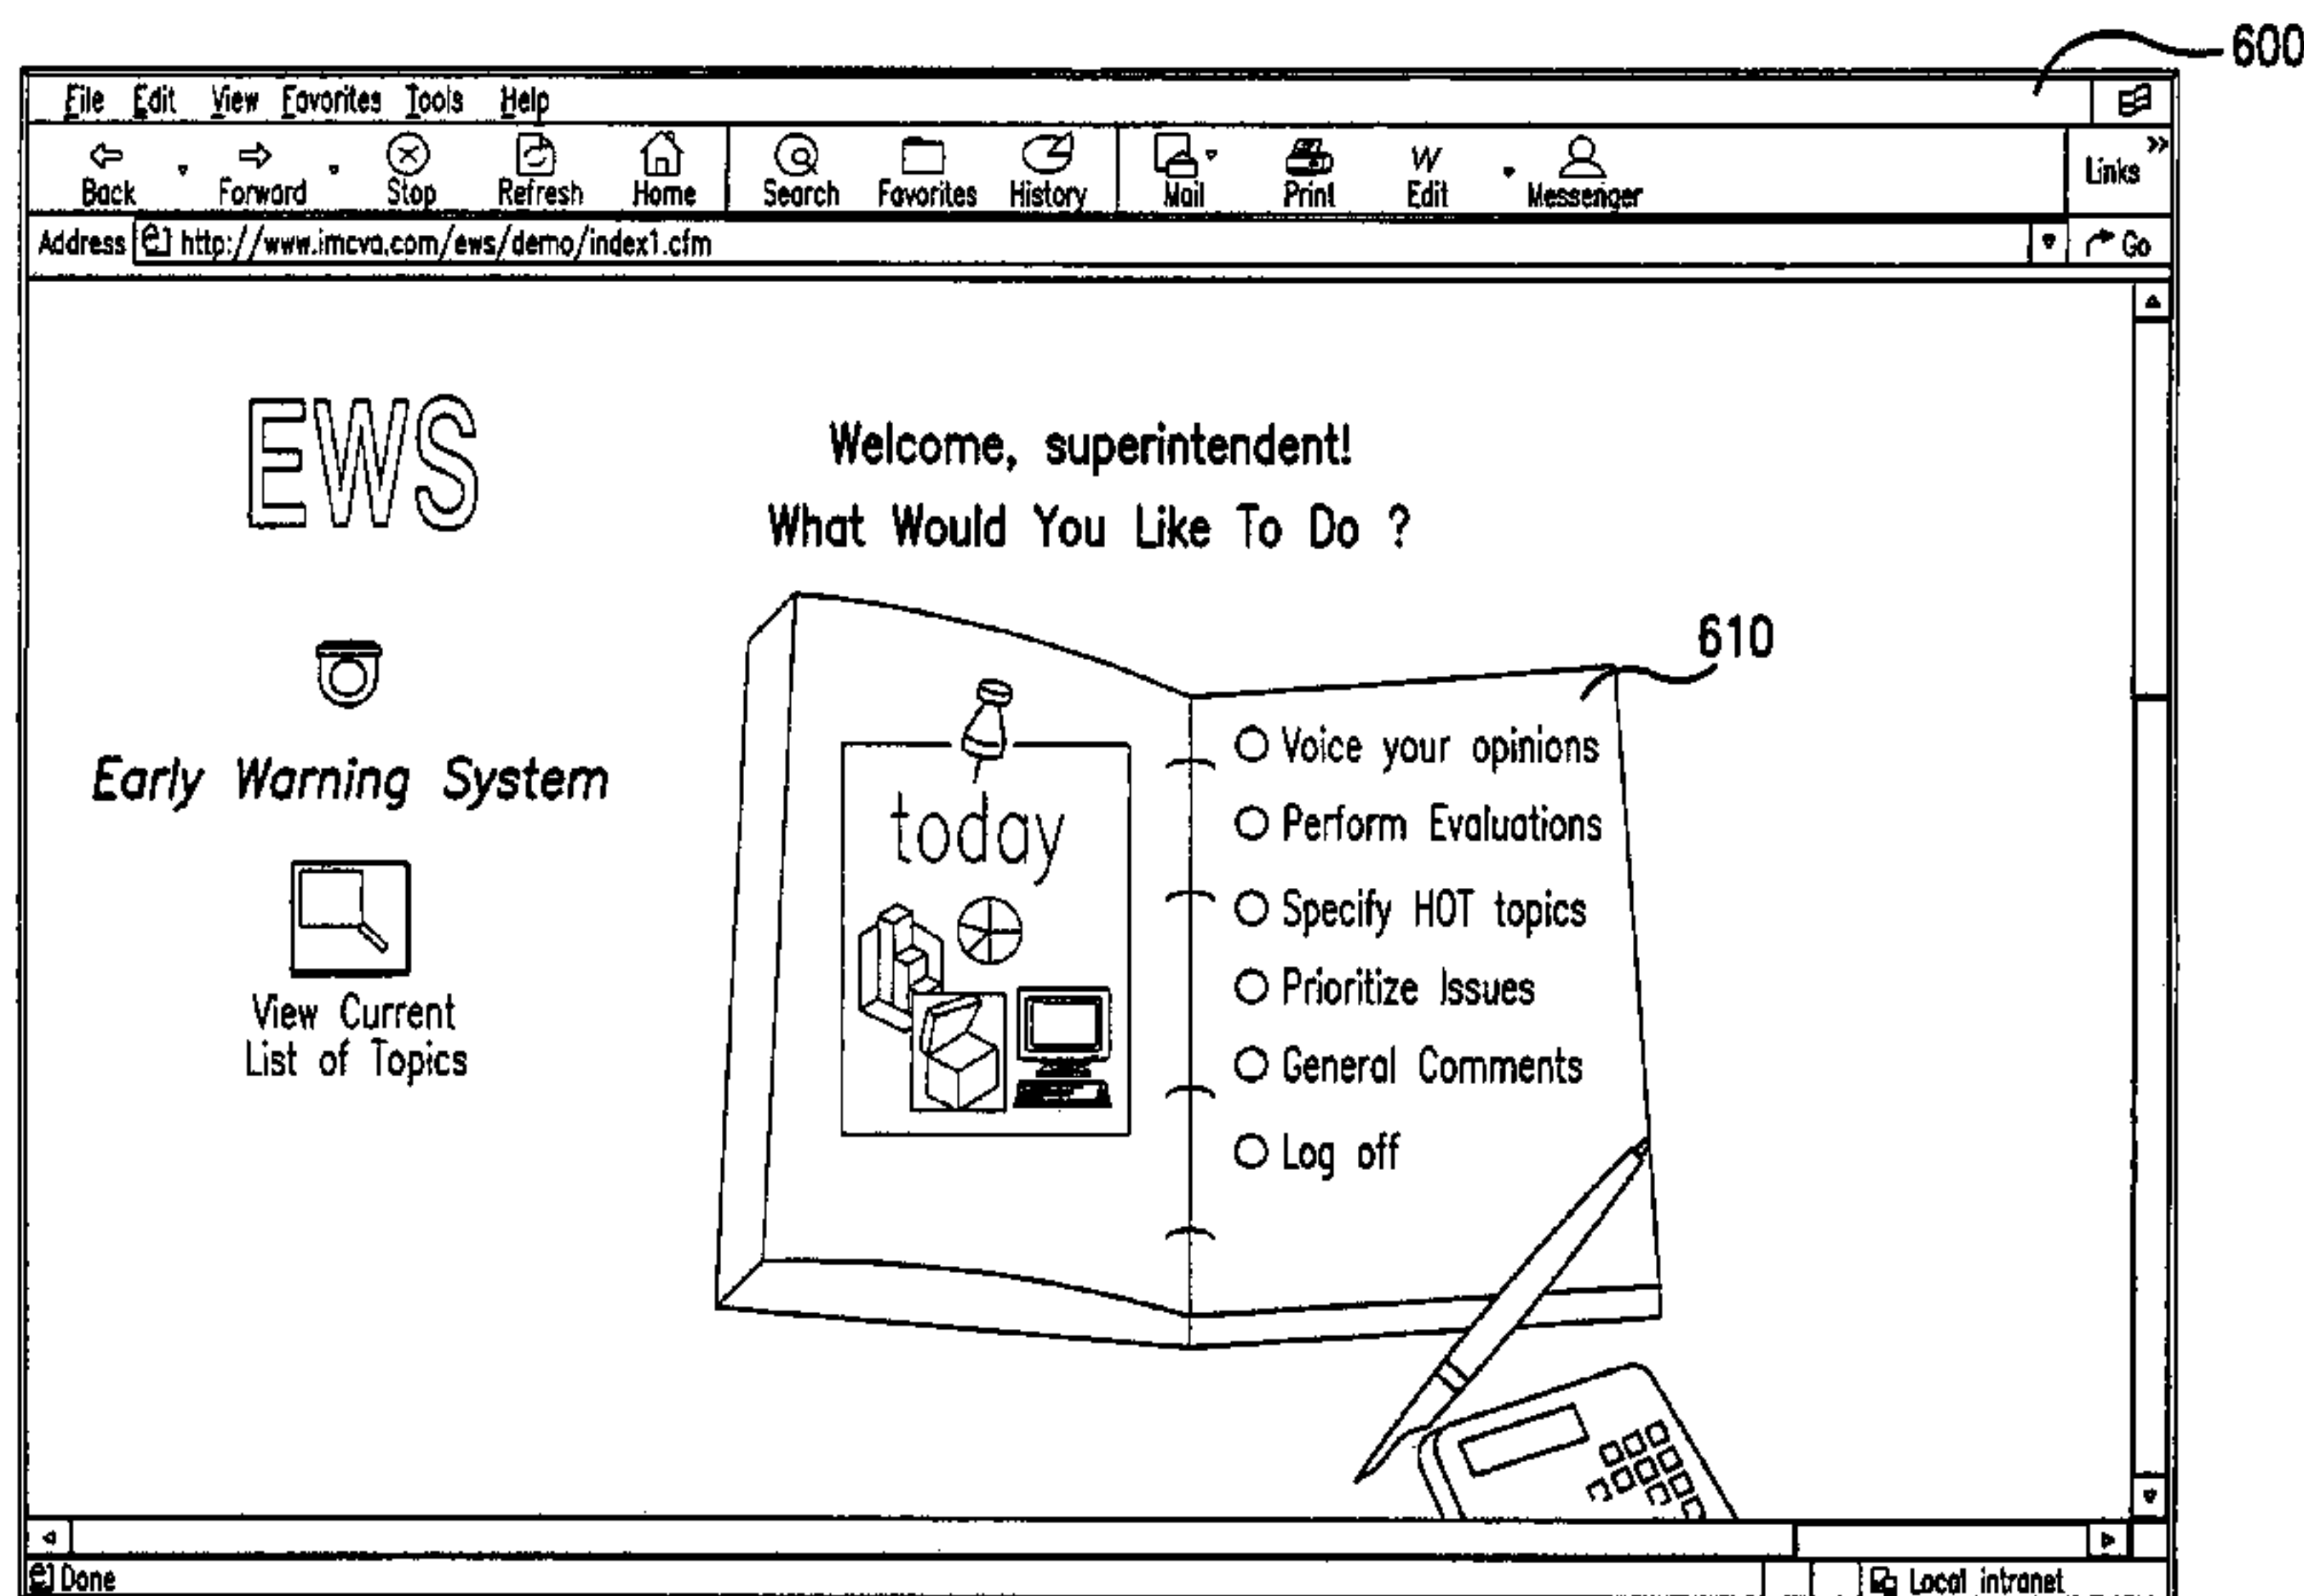 600
File Edit View Favorites Tools Help
Back Forward Stop Refresh Home Search Favorites History Mail Print Edit Messenger Links »
Address http://www.imcva.com/ews/demo/index1.cfm Go
EWS
Early Warning System
View Current
List of Topics
Welcome, superintendent!
What Would You Like To Do ?
610
today
Voice your opinions
Perform Evaluations
Specify HOT topics
Prioritize Issues
General Comments
Log off
Done Local intranet